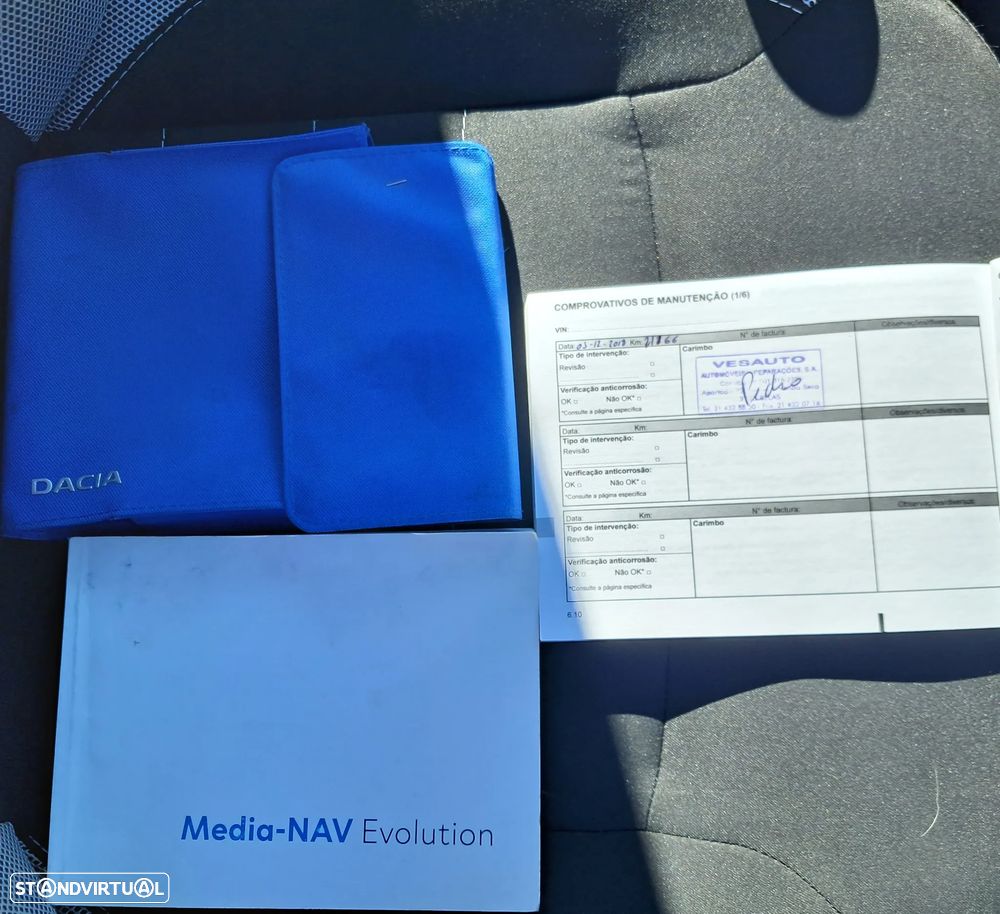 DACIA
Media-NAV Evolution
COMPROVATIVOS DE MANUTENÇÃO (1/6)
VIN:
Data: 03-12-2018 Km: N° de factura: Observações/diversos
Tipo de intervenção:
Revisão
Verificação anticorrosão:
OK □ Não OK* □
*Consulte a página específica
Carimbo
VESAUTO
AUTOMÓVEIS REPARAÇÕES, S.A.
Pedro
Data: Km: N° de factura: Observações/diversos
Tipo de intervenção:
Revisão
Verificação anticorrosão:
OK □ Não OK* □
*Consulte a página específica
Carimbo
Data: Km: N° de factura: Observações/diversos
Tipo de intervenção:
Revisão
Verificação anticorrosão:
OK □ Não OK* □
*Consulte a página específica
Carimbo
6.10
STANDVIRTUAL